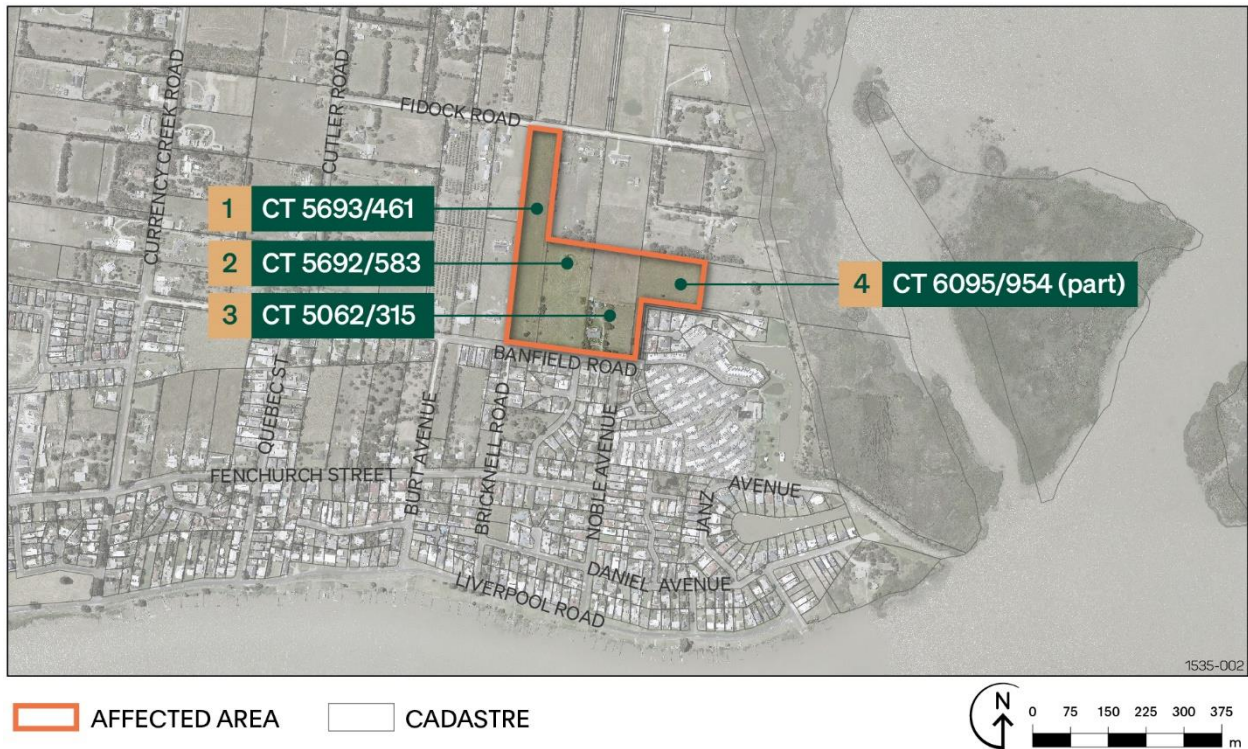 CURRENCY CREEK ROAD
CUTLER ROAD
FIDOCK ROAD
1 CT 5693/461
2 CT 5692/583
3 CT 5062/315
4 CT 6095/954 (part)
BANFIELD ROAD
QUEBEC ST
BURT AVENUE
BRICKNELL ROAD
NOBLE AVENUE
FENCHURCH STREET
JANZ
AVENUE
DANIEL AVENUE
LIVERPOOL ROAD
1535-002
AFFECTED AREA
CADASTRE
N
0 75 150 225 300 375
m